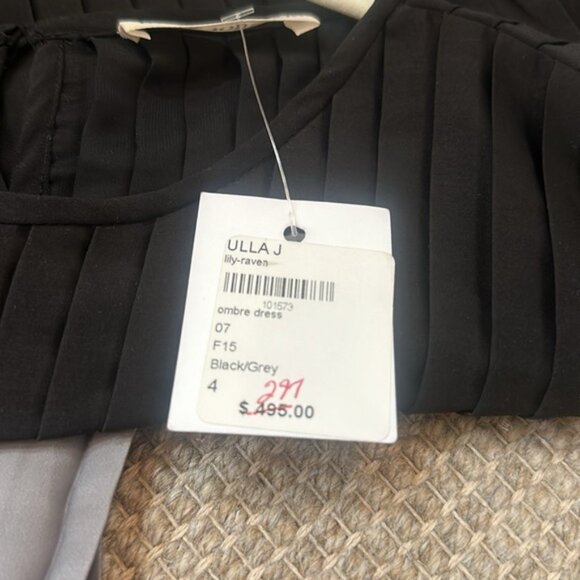 ULLA J
lily-raven
101573
ombre dress
07
F15
Black/Grey
4
297
$ 495.00